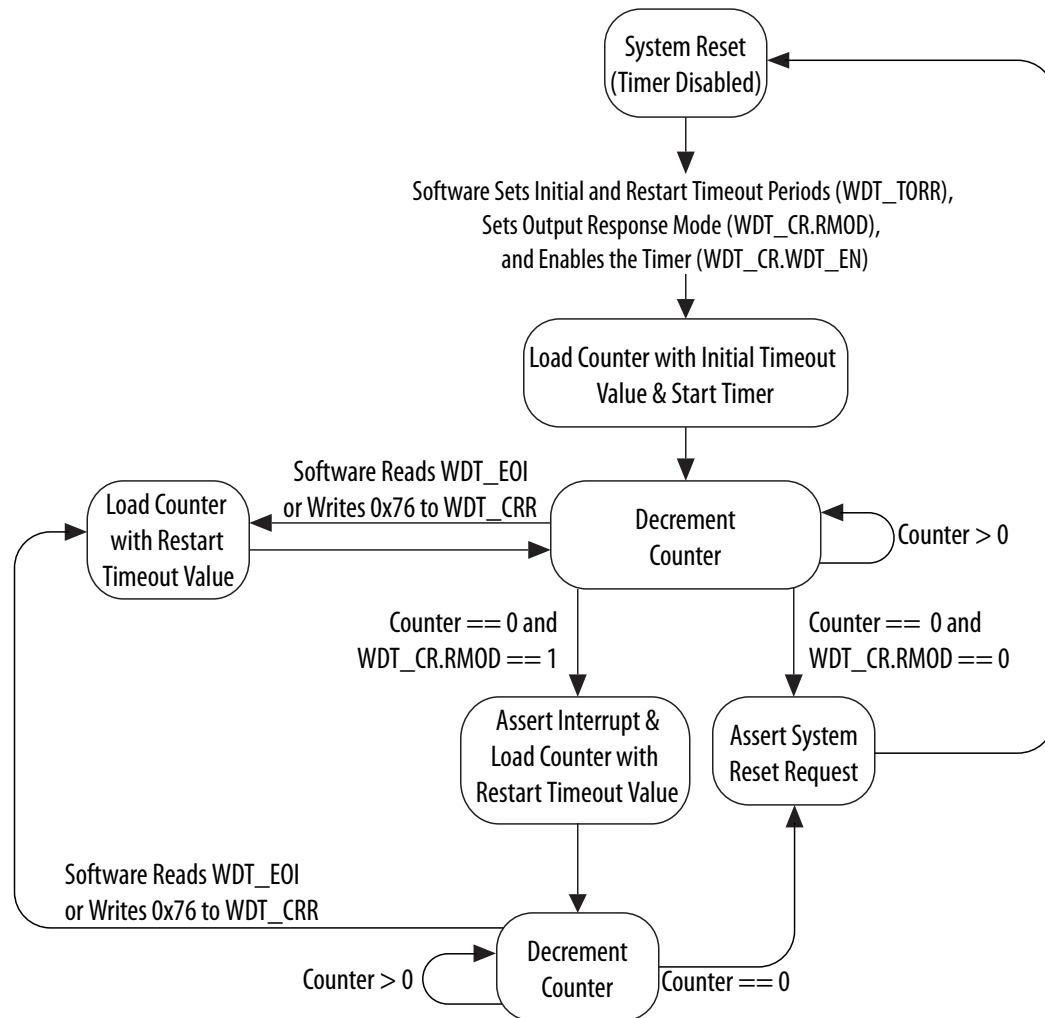 System Reset
(Timer Disabled)
Software Sets Initial and Restart Timeout Periods (WDT_TORR),
Sets Output Response Mode (WDT_CR.RMOD),
and Enables the Timer (WDT_CR.WDT_EN)
Load Counter with Initial Timeout
Value & Start Timer
Software Reads WDT_EOI
or Writes 0x76 to WDT_CRR
Load Counter
with Restart
Timeout Value
Decrement
Counter
Counter > 0
Counter == 0 and
WDT_CR.RMOD == 1
Counter == 0 and
WDT_CR.RMOD == 0
Assert Interrupt &
Load Counter with
Restart Timeout Value
Assert System
Reset Request
Software Reads WDT_EOI
or Writes 0x76 to WDT_CRR
Counter > 0
Decrement
Counter
Counter == 0